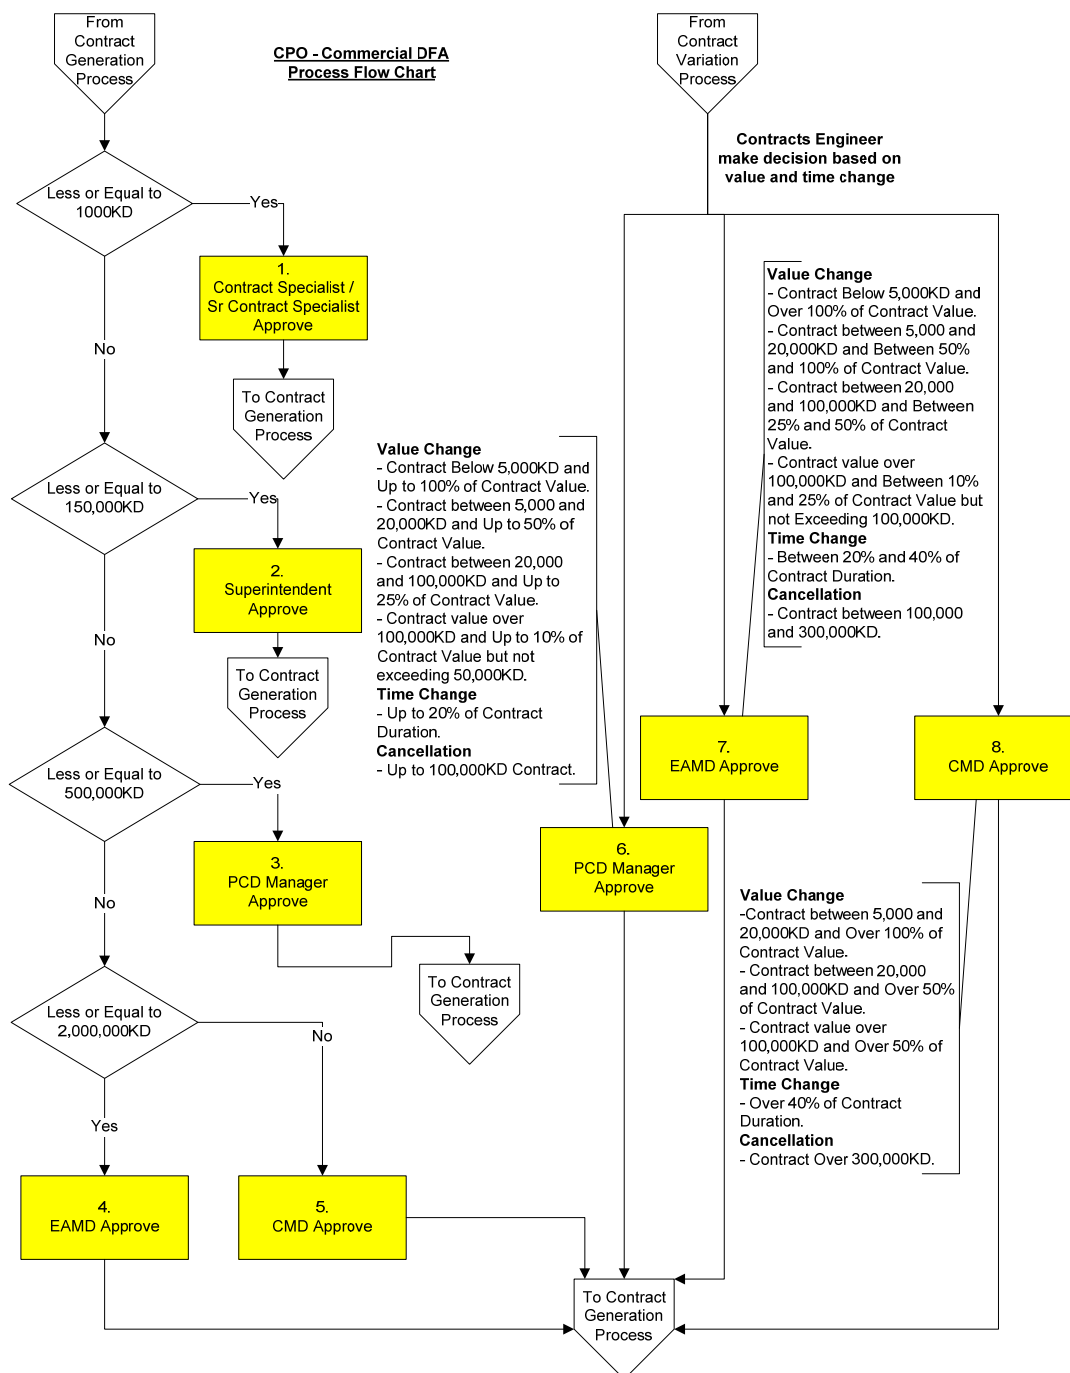 From
Contract
Generation
Process
CPO - Commercial DFA
Process Flow Chart
From
Contract
Variation
Process
Contracts Engineer
make decision based on
value and time change
Less or Equal to
1000KD
Yes
1.
Contract Specialist /
Sr Contract Specialist
Approve
No
To Contract
Generation
Process
Less or Equal to
150,000KD
Yes
2.
Superintendent
Approve
No
To Contract
Generation
Process
Less or Equal to
500,000KD
Yes
3.
PCD Manager
Approve
No
To Contract
Generation
Process
Less or Equal to
2,000,000KD
No
Yes
4.
EAMD Approve
5.
CMD Approve
Value Change
- Contract Below 5,000KD and
Up to 100% of Contract Value.
- Contract between 5,000 and
20,000KD and Up to 50% of
Contract Value.
- Contract between 20,000
and 100,000KD and Up to
25% of Contract Value.
- Contract value over
100,000KD and Up to 10% of
Contract Value but not
exceeding 50,000KD.
Time Change
- Up to 20% of Contract
Duration.
Cancellation
- Up to 100,000KD Contract.
6.
PCD Manager
Approve
Value Change
- Contract Below 5,000KD and
Over 100% of Contract Value.
- Contract between 5,000 and
20,000KD and Between 50%
and 100% of Contract Value.
- Contract between 20,000
and 100,000KD and Between
25% and 50% of Contract
Value.
- Contract value over
100,000KD and Between 10%
and 25% of Contract Value but
not Exceeding 100,000KD.
Time Change
- Between 20% and 40% of
Contract Duration.
Cancellation
- Contract between 100,000
and 300,000KD.
7.
EAMD Approve
8.
CMD Approve
Value Change
-Contract between 5,000 and
20,000KD and Over 100% of
Contract Value.
- Contract between 20,000
and 100,000KD and Over 50%
of Contract Value.
- Contract value over
100,000KD and Over 50% of
Contract Value.
Time Change
- Over 40% of Contract
Duration.
Cancellation
- Contract Over 300,000KD.
To Contract
Generation
Process